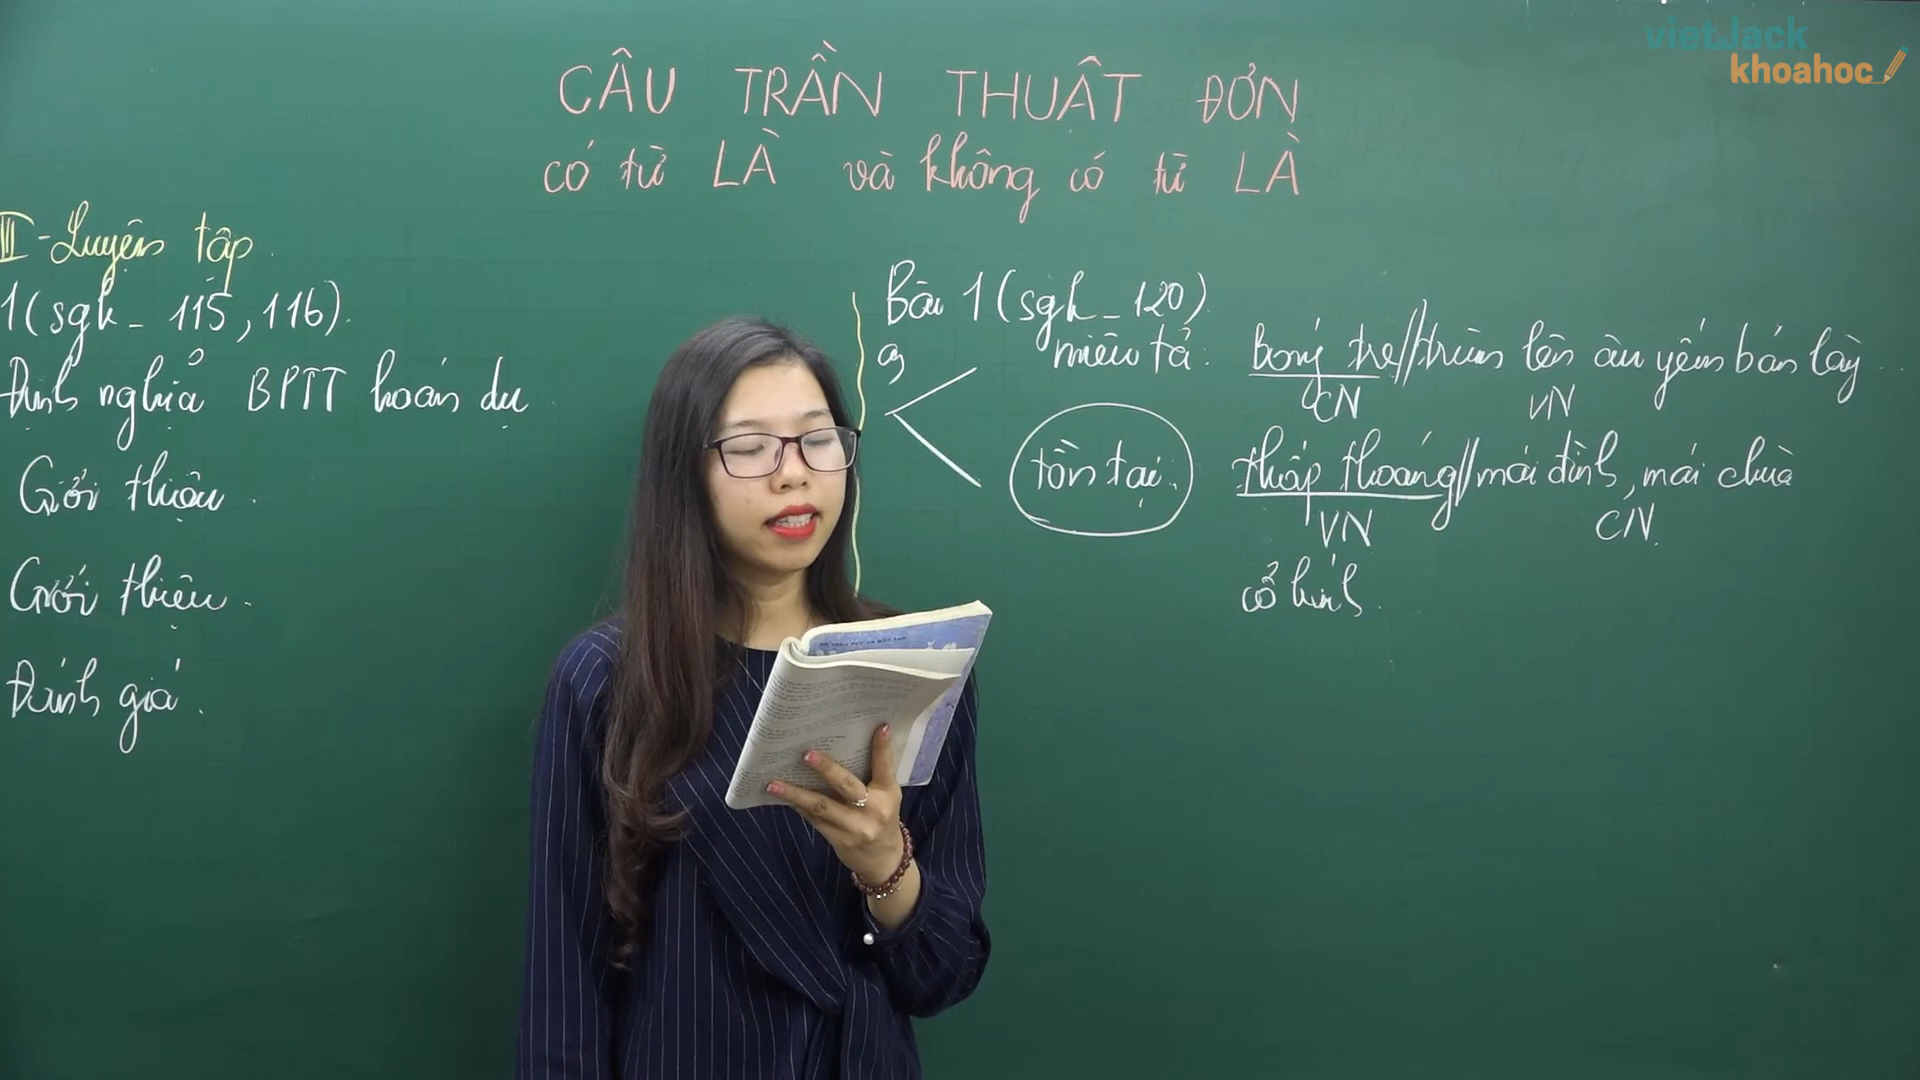 vietJack
khoahoc
CÂU TRẦN THUẬT ĐƠN
có từ LÀ và không có từ LÀ
III - Luyện tập.
1 (sgk - 115, 116).
Định nghĩa BPTT hoán dụ.
Giới thiệu.
Giới thiệu.
Đánh giá.
Bài 1 (sgk - 120).
a,
miêu tả: bóng tre // trùm lên âu yếm bản làng
CN VN
tồn tại: thấp thoáng // mái đình, mái chùa
VN CN.
cổ kính.